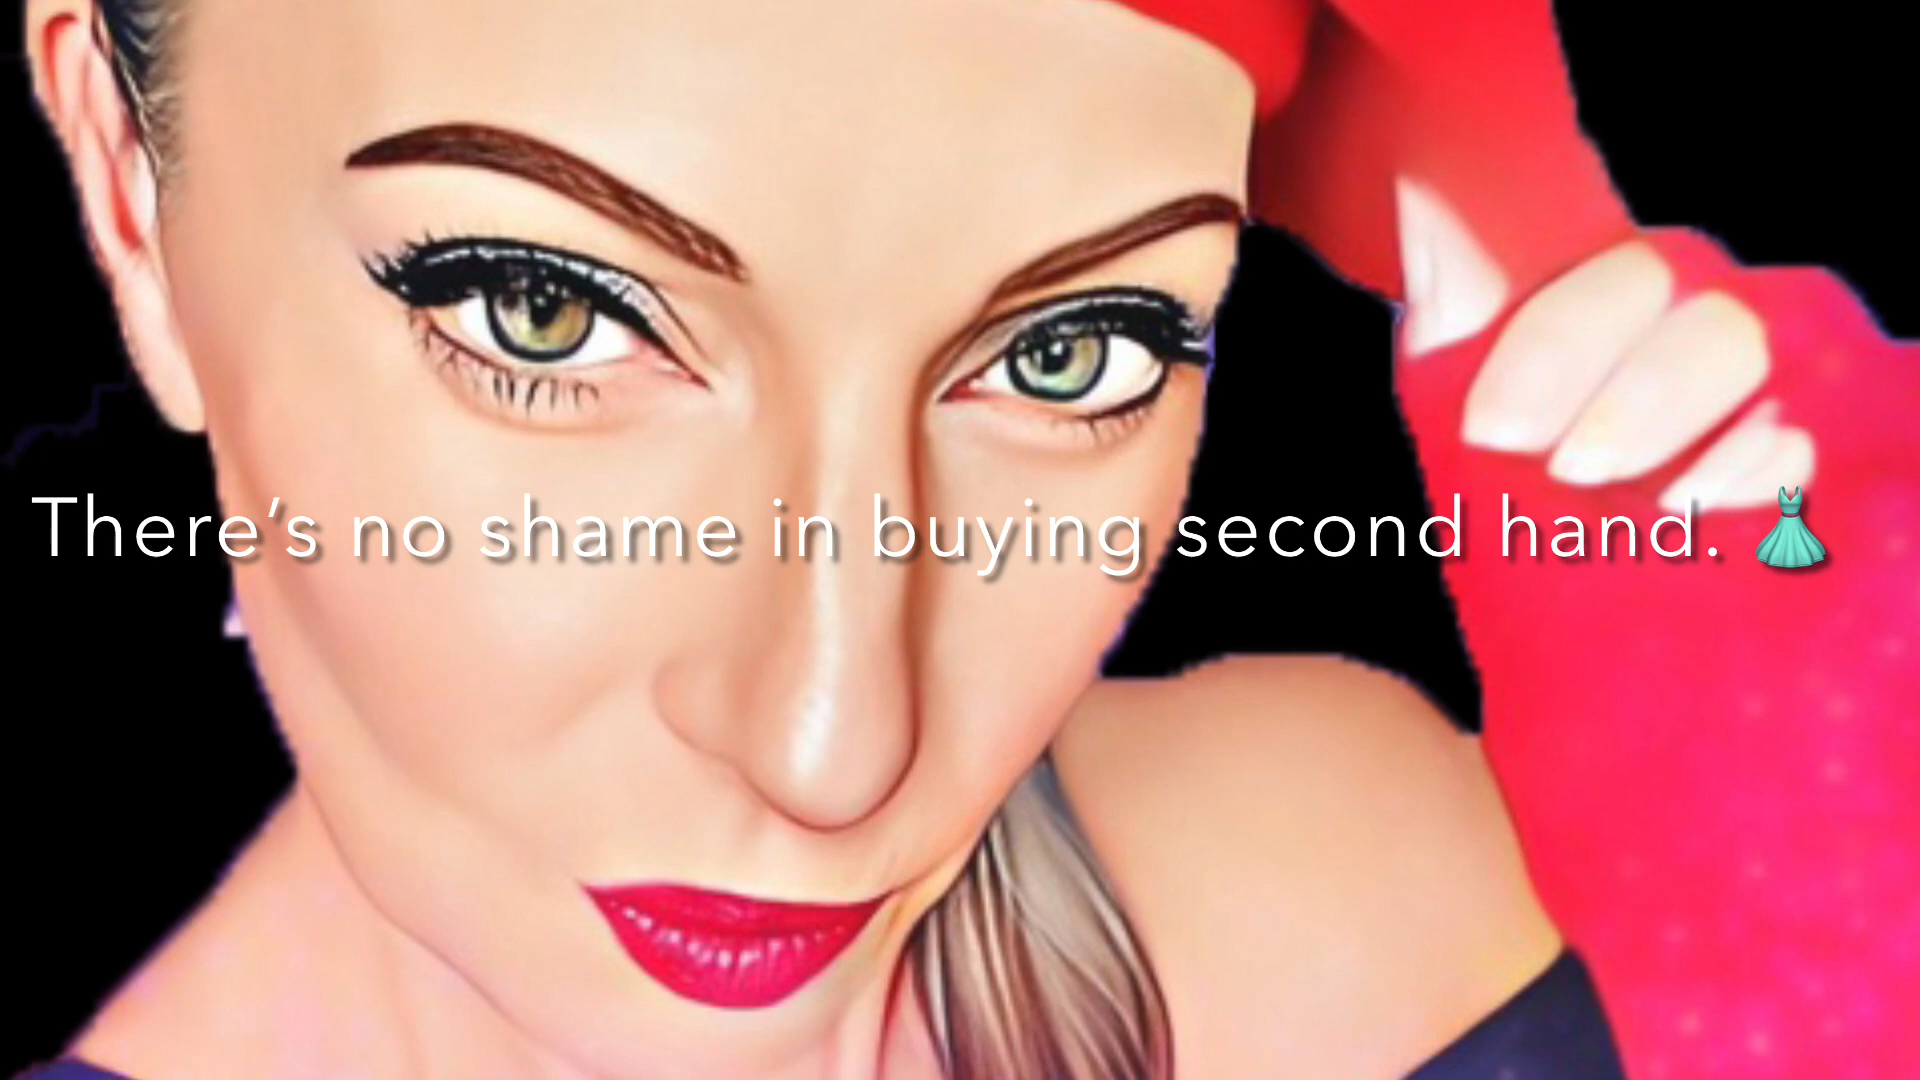 There’s no shame in buying second hand. 👗